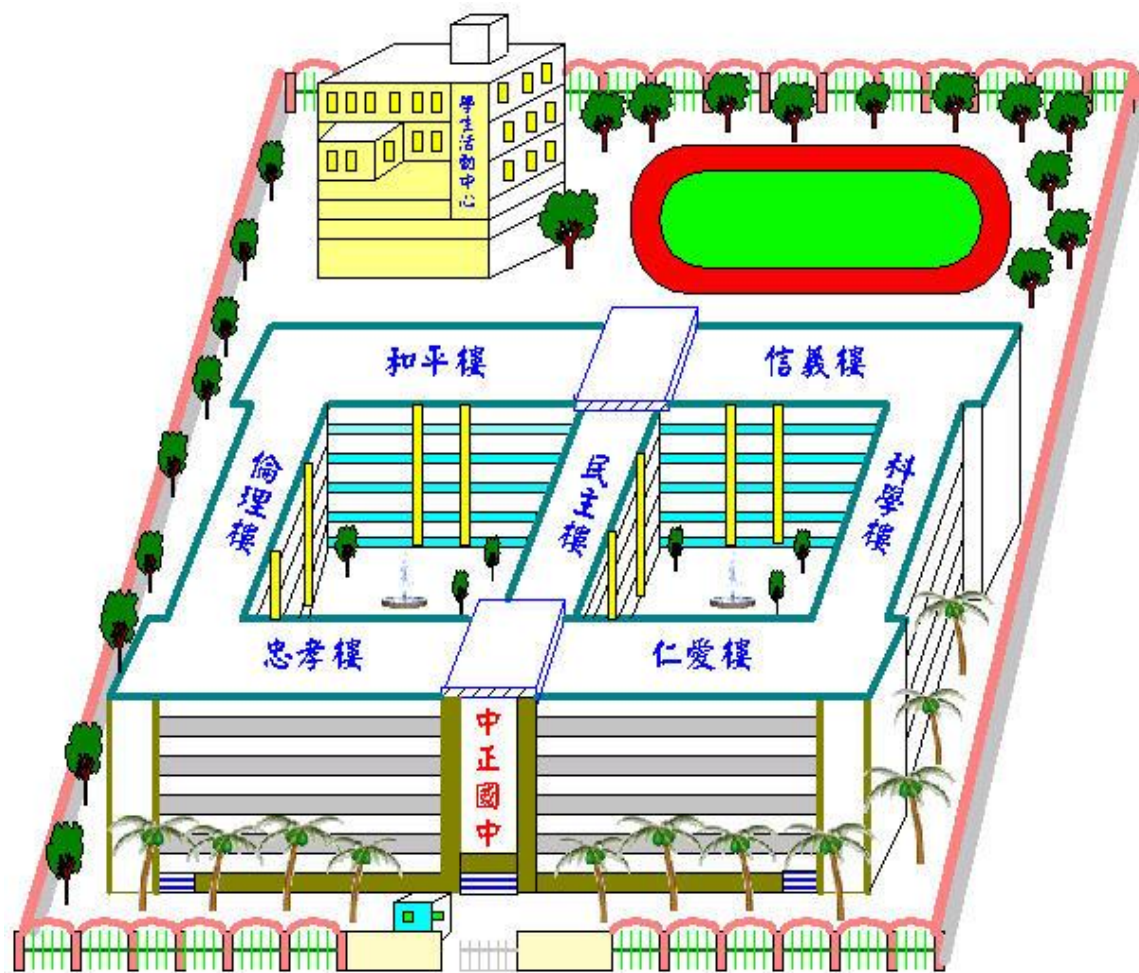 學生活動中心
和平樓
信義樓
倫理樓
民主樓
科學樓
忠孝樓
仁愛樓
中正國中